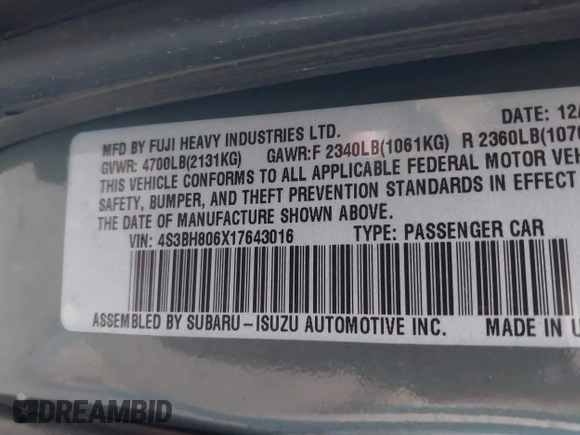 DATE: 12/
MFD BY FUJI HEAVY INDUSTRIES LTD.
GVWR: 4700LB(2131KG) GAWR:F 2340LB(1061KG) R 2360LB(1070
THIS VEHICLE CONFORMS TO ALL APPLICABLE FEDERAL MOTOR VEH
SAFETY, BUMPER, AND THEFT PREVENTION STANDARDS IN EFFECT
THE DATE OF MANUFACTURE SHOWN ABOVE.
VIN: 4S3BH806X17643016 TYPE: PASSENGER CAR
ASSEMBLED BY SUBARU-ISUZU AUTOMOTIVE INC. MADE IN U
DREAMBID